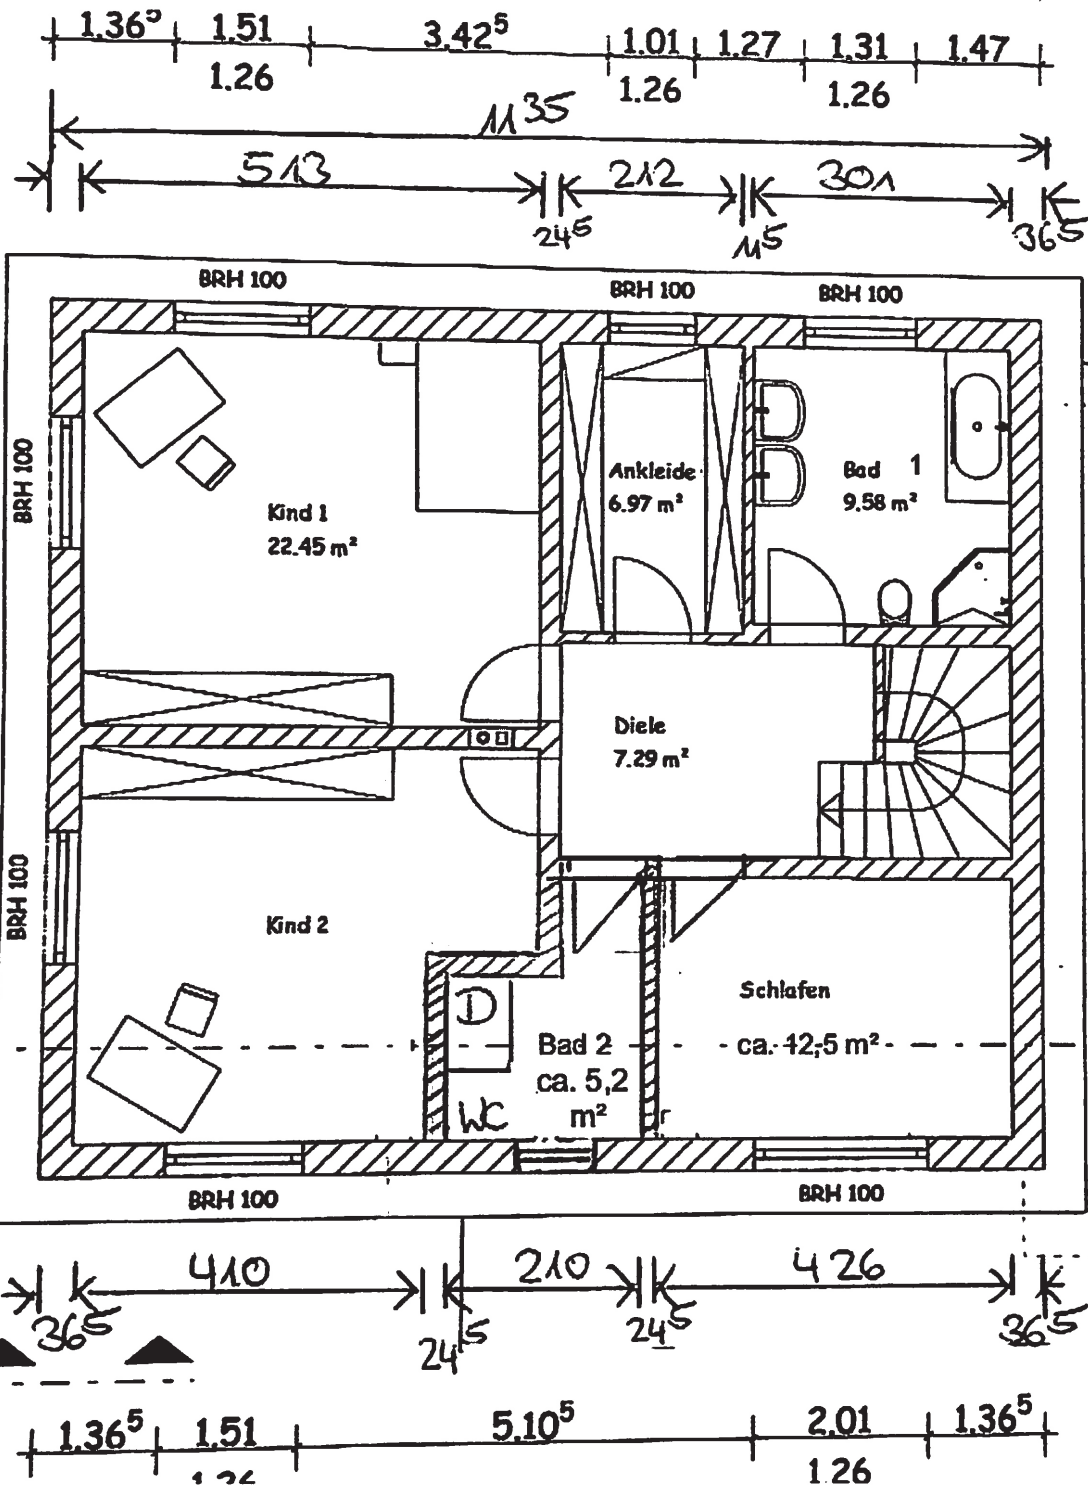 1.36⁵ 1.51 3.42⁵ 1.01 1.27 1.31 1.47
1.26 1.26 1.26
11 35
513 212 301
24⁵ 11⁵ 36⁵
BRH 100 BRH 100 BRH 100
BRH 100
Kind 1
22.45 m²
Ankleide
6.97 m²
Bad 1
9.58 m²
Diele
7.29 m²
BRH 100
Kind 2
Schlafen
ca. 12,5 m²
D
Bad 2
ca. 5,2
m²
WC
BRH 100 BRH 100
410 210 426
36⁵ 24⁵ 24⁵ 36⁵
1.36⁵ 1.51 5.10⁵ 2.01 1.36⁵
1.26 1.26